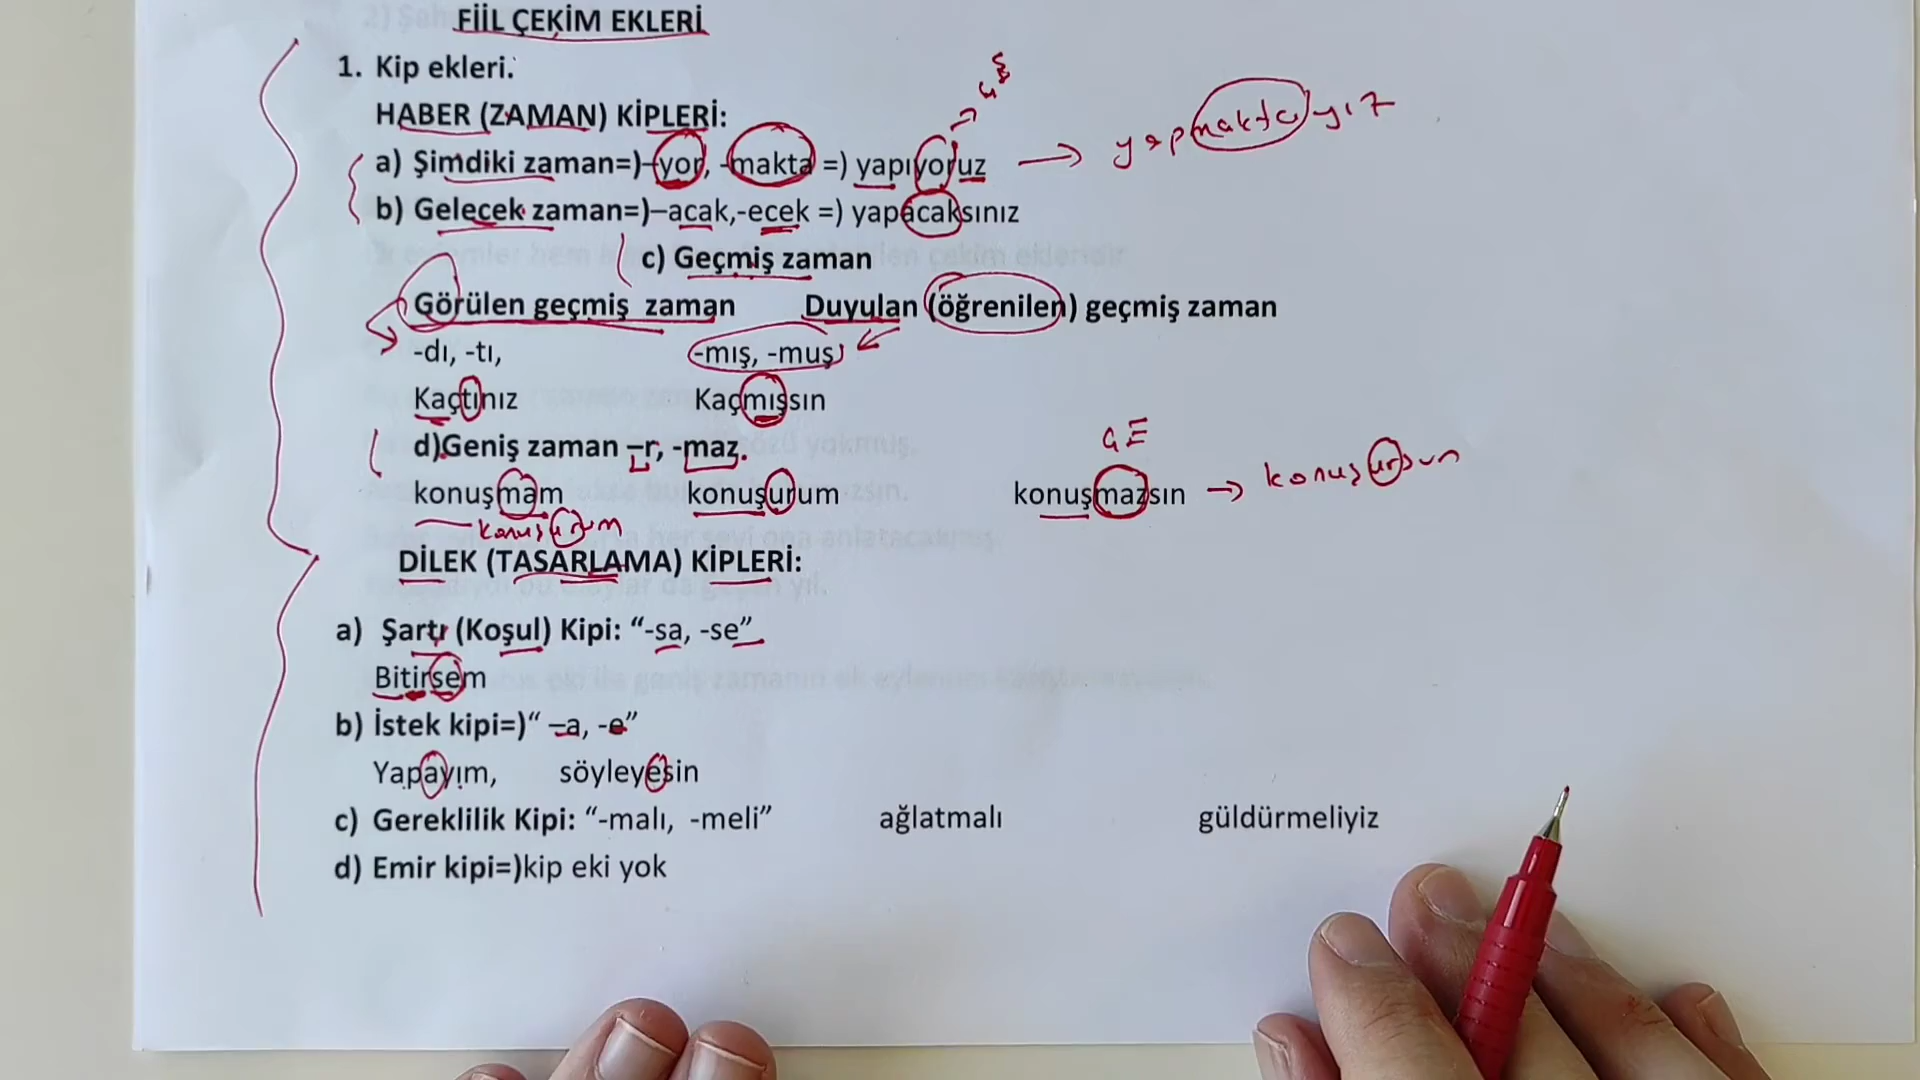 FİİL ÇEKİM EKLERİ
1. Kip ekleri.
HABER (ZAMAN) KİPLERİ:
a) Şimdiki zaman=)–yor, -makta =) yapıyoruz → yapmaktayız
GŞ
b) Gelecek zaman=)–acak,-ecek =) yapacaksınız
c) Geçmiş zaman
Görülen geçmiş zaman Duyulan (öğrenilen) geçmiş zaman
-dı, -tı, -mış, -muş
Kaçtınız Kaçmışsın
d).Geniş zaman –r, -maz.
GE
konuşmam konuşurum konuşmazsın → konuşursun
konuşurum
DİLEK (TASARLAMA) KİPLERİ:
a) Şart (Koşul) Kipi: “-sa, -se”
Bitirsem
b) İstek kipi=)“ –a, -e”
Yapayım, söyleyesin
c) Gereklilik Kipi: “-malı, -meli” ağlatmalı güldürmeliyiz
d) Emir kipi=)kip eki yok